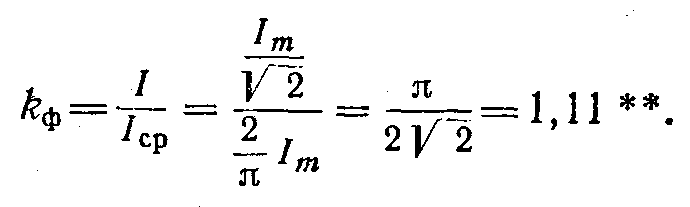 k_ф = I / I_ср = (I_m / √2) / (2/π I_m) = π / (2√2) = 1,11 **.